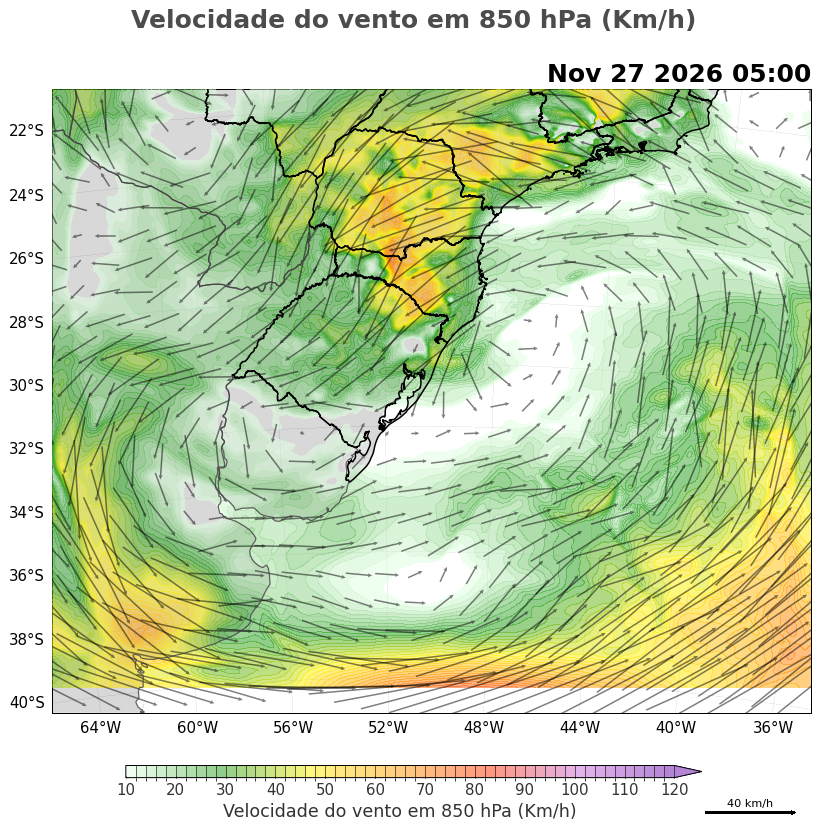 Velocidade do vento em 850 hPa (Km/h)
Nov 27 2026 05:00
22°S
24°S
26°S
28°S
30°S
32°S
34°S
36°S
38°S
40°S
64°W 60°W 56°W 52°W 48°W 44°W 40°W 36°W
10 20 30 40 50 60 70 80 90 100 110 120
Velocidade do vento em 850 hPa (Km/h)
40 km/h